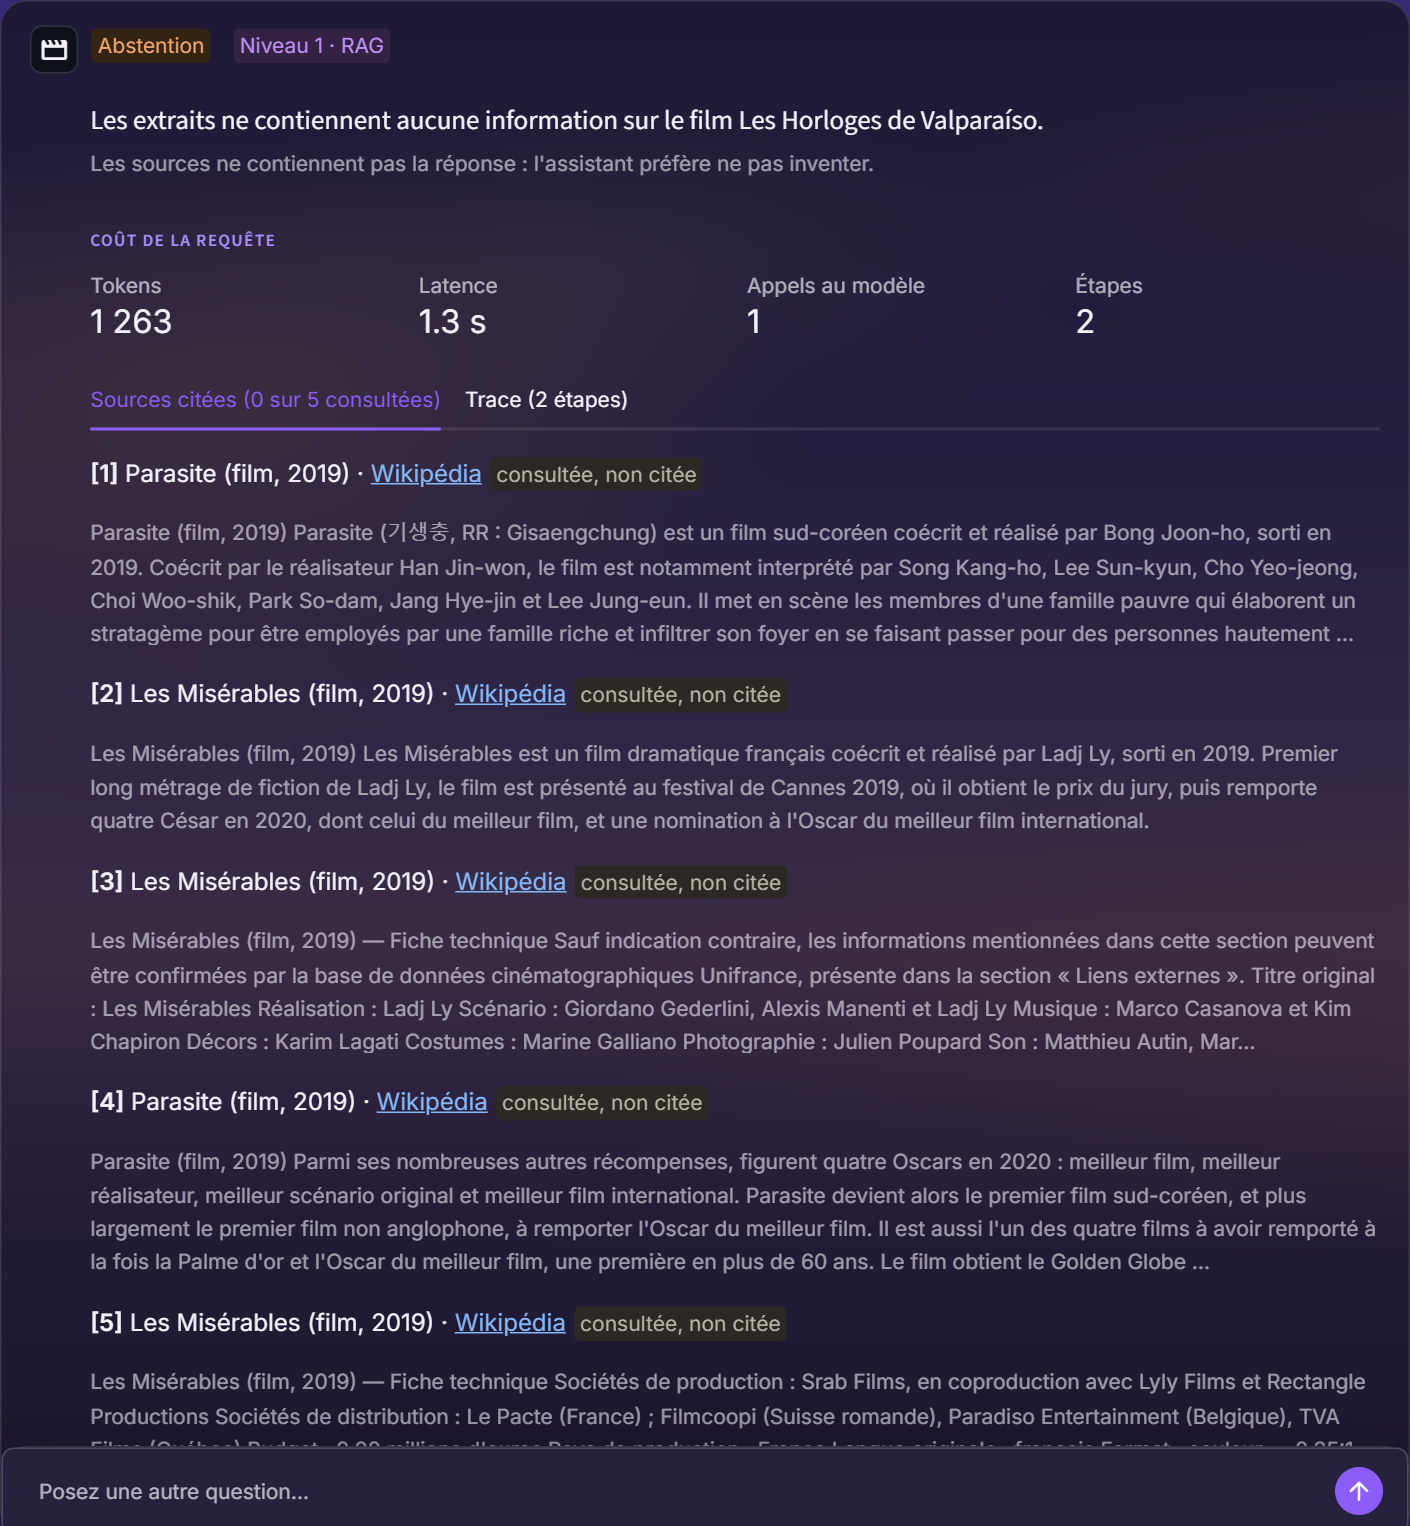 Abstention
Niveau 1 · RAG
Les extraits ne contiennent aucune information sur le film Les Horloges de Valparaíso.
Les sources ne contiennent pas la réponse : l'assistant préfère ne pas inventer.
COÛT DE LA REQUÊTE
Tokens
1 263
Latence
1.3 s
Appels au modèle
1
Étapes
2
Sources citées (0 sur 5 consultées)
Trace (2 étapes)
[1] Parasite (film, 2019) · Wikipédia consultée, non citée
Parasite (film, 2019) Parasite (기생충, RR : Gisaengchung) est un film sud-coréen coécrit et réalisé par Bong Joon-ho, sorti en
2019. Coécrit par le réalisateur Han Jin-won, le film est notamment interprété par Song Kang-ho, Lee Sun-kyun, Cho Yeo-jeong,
Choi Woo-shik, Park So-dam, Jang Hye-jin et Lee Jung-eun. Il met en scène les membres d'une famille pauvre qui élaborent un
stratagème pour être employés par une famille riche et infiltrer son foyer en se faisant passer pour des personnes hautement ...
[2] Les Misérables (film, 2019) · Wikipédia consultée, non citée
Les Misérables (film, 2019) Les Misérables est un film dramatique français coécrit et réalisé par Ladj Ly, sorti en 2019. Premier
long métrage de fiction de Ladj Ly, le film est présenté au festival de Cannes 2019, où il obtient le prix du jury, puis remporte
quatre César en 2020, dont celui du meilleur film, et une nomination à l'Oscar du meilleur film international.
[3] Les Misérables (film, 2019) · Wikipédia consultée, non citée
Les Misérables (film, 2019) — Fiche technique Sauf indication contraire, les informations mentionnées dans cette section peuvent
être confirmées par la base de données cinématographiques Unifrance, présente dans la section « Liens externes ». Titre original
: Les Misérables Réalisation : Ladj Ly Scénario : Giordano Gederlini, Alexis Manenti et Ladj Ly Musique : Marco Casanova et Kim
Chapiron Décors : Karim Lagati Costumes : Marine Galliano Photographie : Julien Poupard Son : Matthieu Autin, Mar...
[4] Parasite (film, 2019) · Wikipédia consultée, non citée
Parasite (film, 2019) Parmi ses nombreuses autres récompenses, figurent quatre Oscars en 2020 : meilleur film, meilleur
réalisateur, meilleur scénario original et meilleur film international. Parasite devient alors le premier film sud-coréen, et plus
largement le premier film non anglophone, à remporter l'Oscar du meilleur film. Il est aussi l'un des quatre films à avoir remporté à
la fois la Palme d'or et l'Oscar du meilleur film, une première en plus de 60 ans. Le film obtient le Golden Globe ...
[5] Les Misérables (film, 2019) · Wikipédia consultée, non citée
Les Misérables (film, 2019) — Fiche technique Sociétés de production : Srab Films, en coproduction avec Lyly Films et Rectangle
Productions Sociétés de distribution : Le Pacte (France) ; Filmcoopi (Suisse romande), Paradiso Entertainment (Belgique), TVA
Posez une autre question...